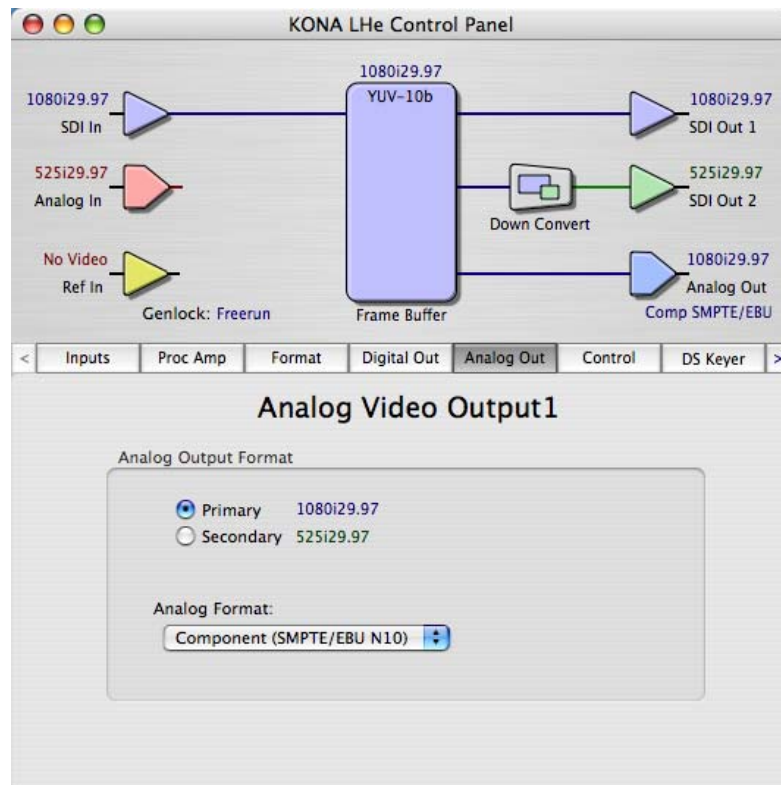 KONA LHe Control Panel
1080i29.97
YUV-10b
1080i29.97
SDI In
1080i29.97
SDI Out 1
525i29.97
Analog In
525i29.97
SDI Out 2
Down Convert
No Video
Ref In
1080i29.97
Analog Out
Genlock: Freerun
Frame Buffer
Comp SMPTE/EBU
< Inputs Proc Amp Format Digital Out Analog Out Control DS Keyer >
Analog Video Output1
Analog Output Format
Primary 1080i29.97
Secondary 525i29.97
Analog Format:
Component (SMPTE/EBU N10)